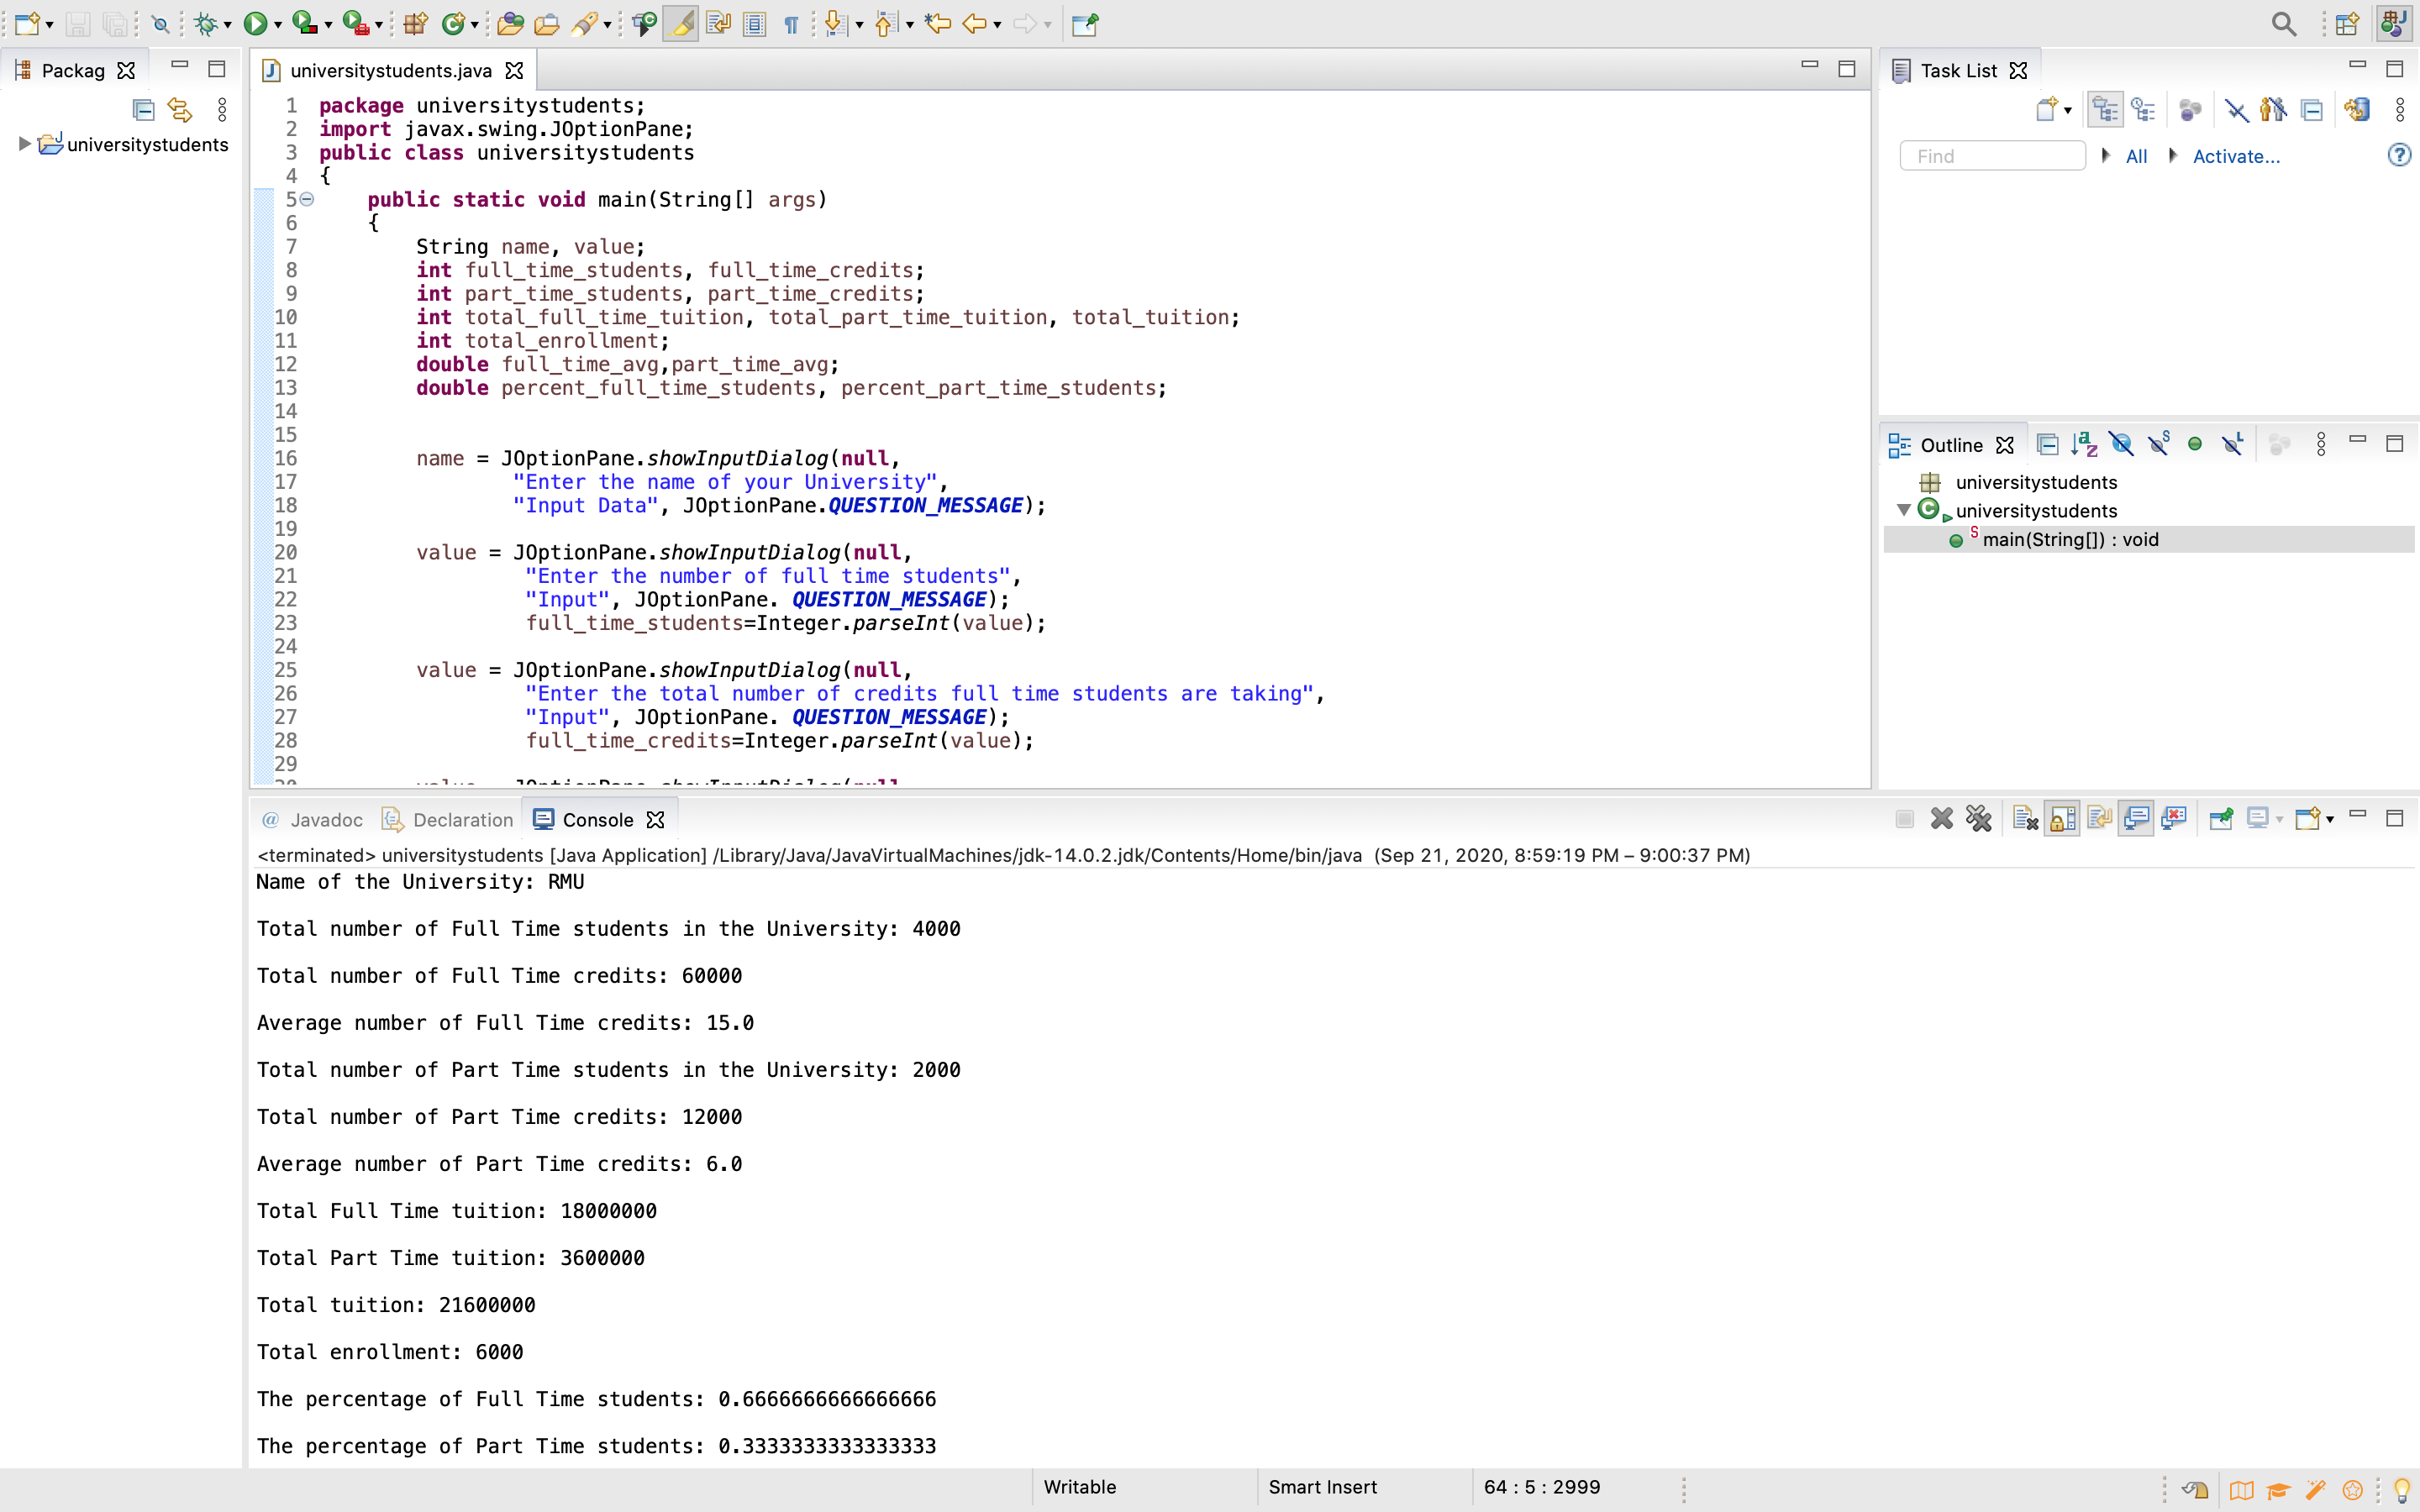 Packag
universitystudents
universitystudents.java
1 package universitystudents;
2 import javax.swing.JOptionPane;
3 public class universitystudents
4 {
5 public static void main(String[] args)
6 {
7 String name, value;
8 int full_time_students, full_time_credits;
9 int part_time_students, part_time_credits;
10 int total_full_time_tuition, total_part_time_tuition, total_tuition;
11 int total_enrollment;
12 double full_time_avg,part_time_avg;
13 double percent_full_time_students, percent_part_time_students;
14
15
16 name = JOptionPane.showInputDialog(null,
17 "Enter the name of your University",
18 "Input Data", JOptionPane.QUESTION_MESSAGE);
19
20 value = JOptionPane.showInputDialog(null,
21 "Enter the number of full time students",
22 "Input", JOptionPane. QUESTION_MESSAGE);
23 full_time_students=Integer.parseInt(value);
24
25 value = JOptionPane.showInputDialog(null,
26 "Enter the total number of credits full time students are taking",
27 "Input", JOptionPane. QUESTION_MESSAGE);
28 full_time_credits=Integer.parseInt(value);
29
Task List
Find
All
Activate...
Outline
universitystudents
universitystudents
main(String[]) : void
@ Javadoc
Declaration
Console
<terminated> universitystudents [Java Application] /Library/Java/JavaVirtualMachines/jdk-14.0.2.jdk/Contents/Home/bin/java (Sep 21, 2020, 8:59:19 PM – 9:00:37 PM)
Name of the University: RMU
Total number of Full Time students in the University: 4000
Total number of Full Time credits: 60000
Average number of Full Time credits: 15.0
Total number of Part Time students in the University: 2000
Total number of Part Time credits: 12000
Average number of Part Time credits: 6.0
Total Full Time tuition: 18000000
Total Part Time tuition: 3600000
Total tuition: 21600000
Total enrollment: 6000
The percentage of Full Time students: 0.6666666666666666
The percentage of Part Time students: 0.3333333333333333
Writable
Smart Insert
64 : 5 : 2999